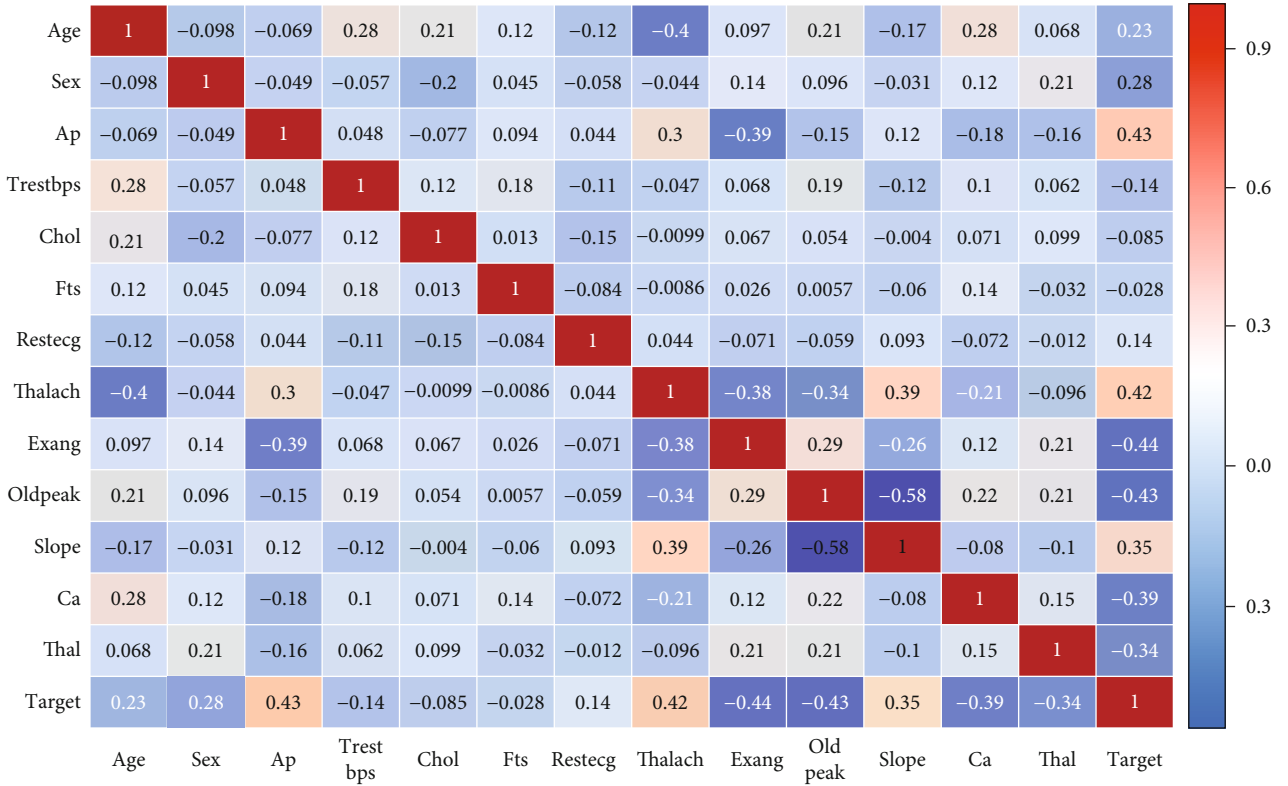 Age 1 −0.098 −0.069 0.28 0.21 0.12 −0.12 −0.4 0.097 0.21 −0.17 0.28 0.068 0.23
Sex −0.098 1 −0.049 −0.057 −0.2 0.045 −0.058 −0.044 0.14 0.096 −0.031 0.12 0.21 0.28
Ap −0.069 −0.049 1 0.048 −0.077 0.094 0.044 0.3 −0.39 −0.15 0.12 −0.18 −0.16 0.43
Trestbps 0.28 −0.057 0.048 1 0.12 0.18 −0.11 −0.047 0.068 0.19 −0.12 0.1 0.062 −0.14
Chol 0.21 −0.2 −0.077 0.12 1 0.013 −0.15 −0.0099 0.067 0.054 −0.004 0.071 0.099 −0.085
Fts 0.12 0.045 0.094 0.18 0.013 1 −0.084 −0.0086 0.026 0.0057 −0.06 0.14 −0.032 −0.028
Restecg −0.12 −0.058 0.044 −0.11 −0.15 −0.084 1 0.044 −0.071 −0.059 0.093 −0.072 −0.012 0.14
Thalach −0.4 −0.044 0.3 −0.047 −0.0099 −0.0086 0.044 1 −0.38 −0.34 0.39 −0.21 −0.096 0.42
Exang 0.097 0.14 −0.39 0.068 0.067 0.026 −0.071 −0.38 1 0.29 −0.26 0.12 0.21 −0.44
Oldpeak 0.21 0.096 −0.15 0.19 0.054 0.0057 −0.059 −0.34 0.29 1 −0.58 0.22 0.21 −0.43
Slope −0.17 −0.031 0.12 −0.12 −0.004 −0.06 0.093 0.39 −0.26 −0.58 1 −0.08 −0.1 0.35
Ca 0.28 0.12 −0.18 0.1 0.071 0.14 −0.072 −0.21 0.12 0.22 −0.08 1 0.15 −0.39
Thal 0.068 0.21 −0.16 0.062 0.099 −0.032 −0.012 −0.096 0.21 0.21 −0.1 0.15 1 −0.34
Target 0.23 0.28 0.43 −0.14 −0.085 −0.028 0.14 0.42 −0.44 −0.43 0.35 −0.39 −0.34 1
Age Sex Ap Trest bps Chol Fts Restecg Thalach Exang Old peak Slope Ca Thal Target
0.9
0.6
0.3
0.0
0.3